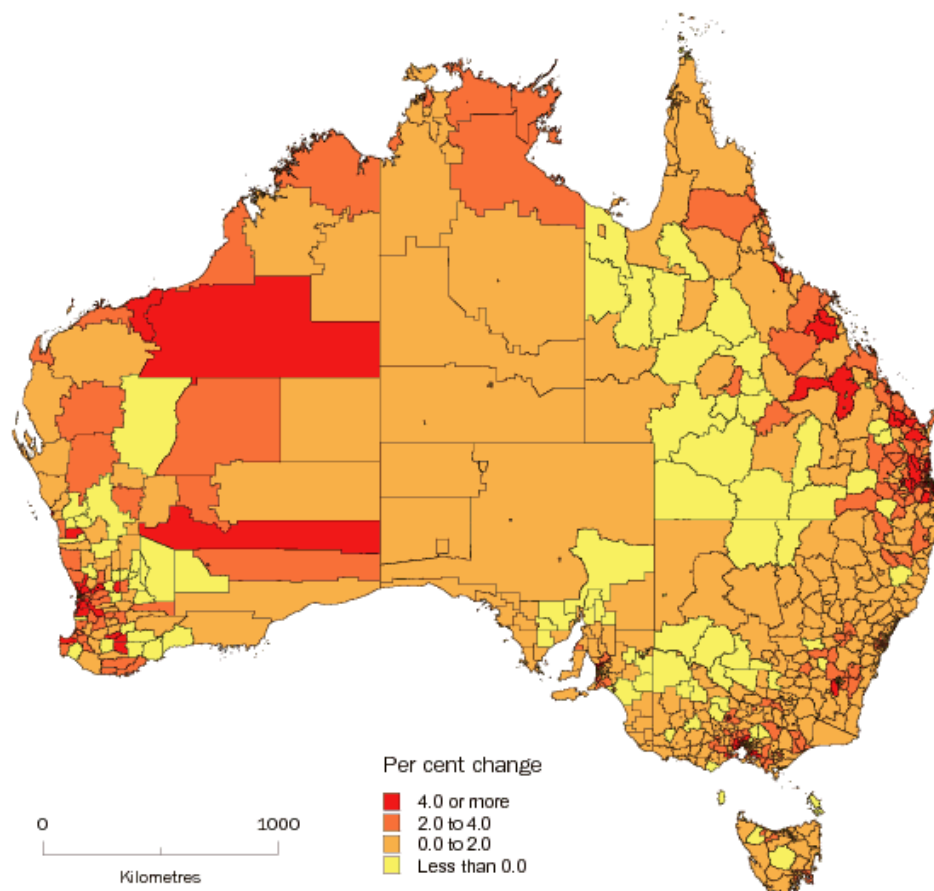 Per cent change
4.0 or more
2.0 to 4.0
0.0 to 2.0
Less than 0.0
0 1000
Kilometres